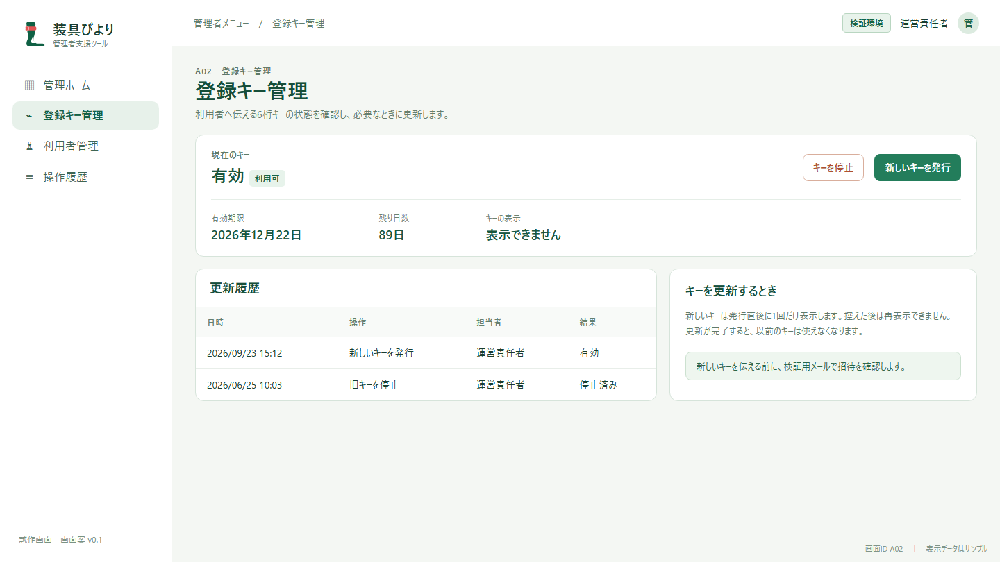 装具びより
管理者支援ツール
管理ホーム
登録キー管理
利用者管理
操作履歴
試作画面 画面案 v0.1
管理者メニュー / 登録キー管理
検証環境
運営責任者
管
A02 登録キー管理
登録キー管理
利用者へ伝える6桁キーの状態を確認し、必要なときに更新します。
現在のキー
有効 利用可
キーを停止
新しいキーを発行
有効期限
2026年12月22日
残り日数
89日
キーの表示
表示できません
更新履歴
日時 操作 担当者 結果
2026/09/23 15:12 新しいキーを発行 運営責任者 有効
2026/06/25 10:03 旧キーを停止 運営責任者 停止済み
キーを更新するとき
新しいキーは発行直後に1回だけ表示します。控えた後は再表示できません。
更新が完了すると、以前のキーは使えなくなります。
新しいキーを伝える前に、検証用メールで招待を確認します。
画面ID A02 | 表示データはサンプル